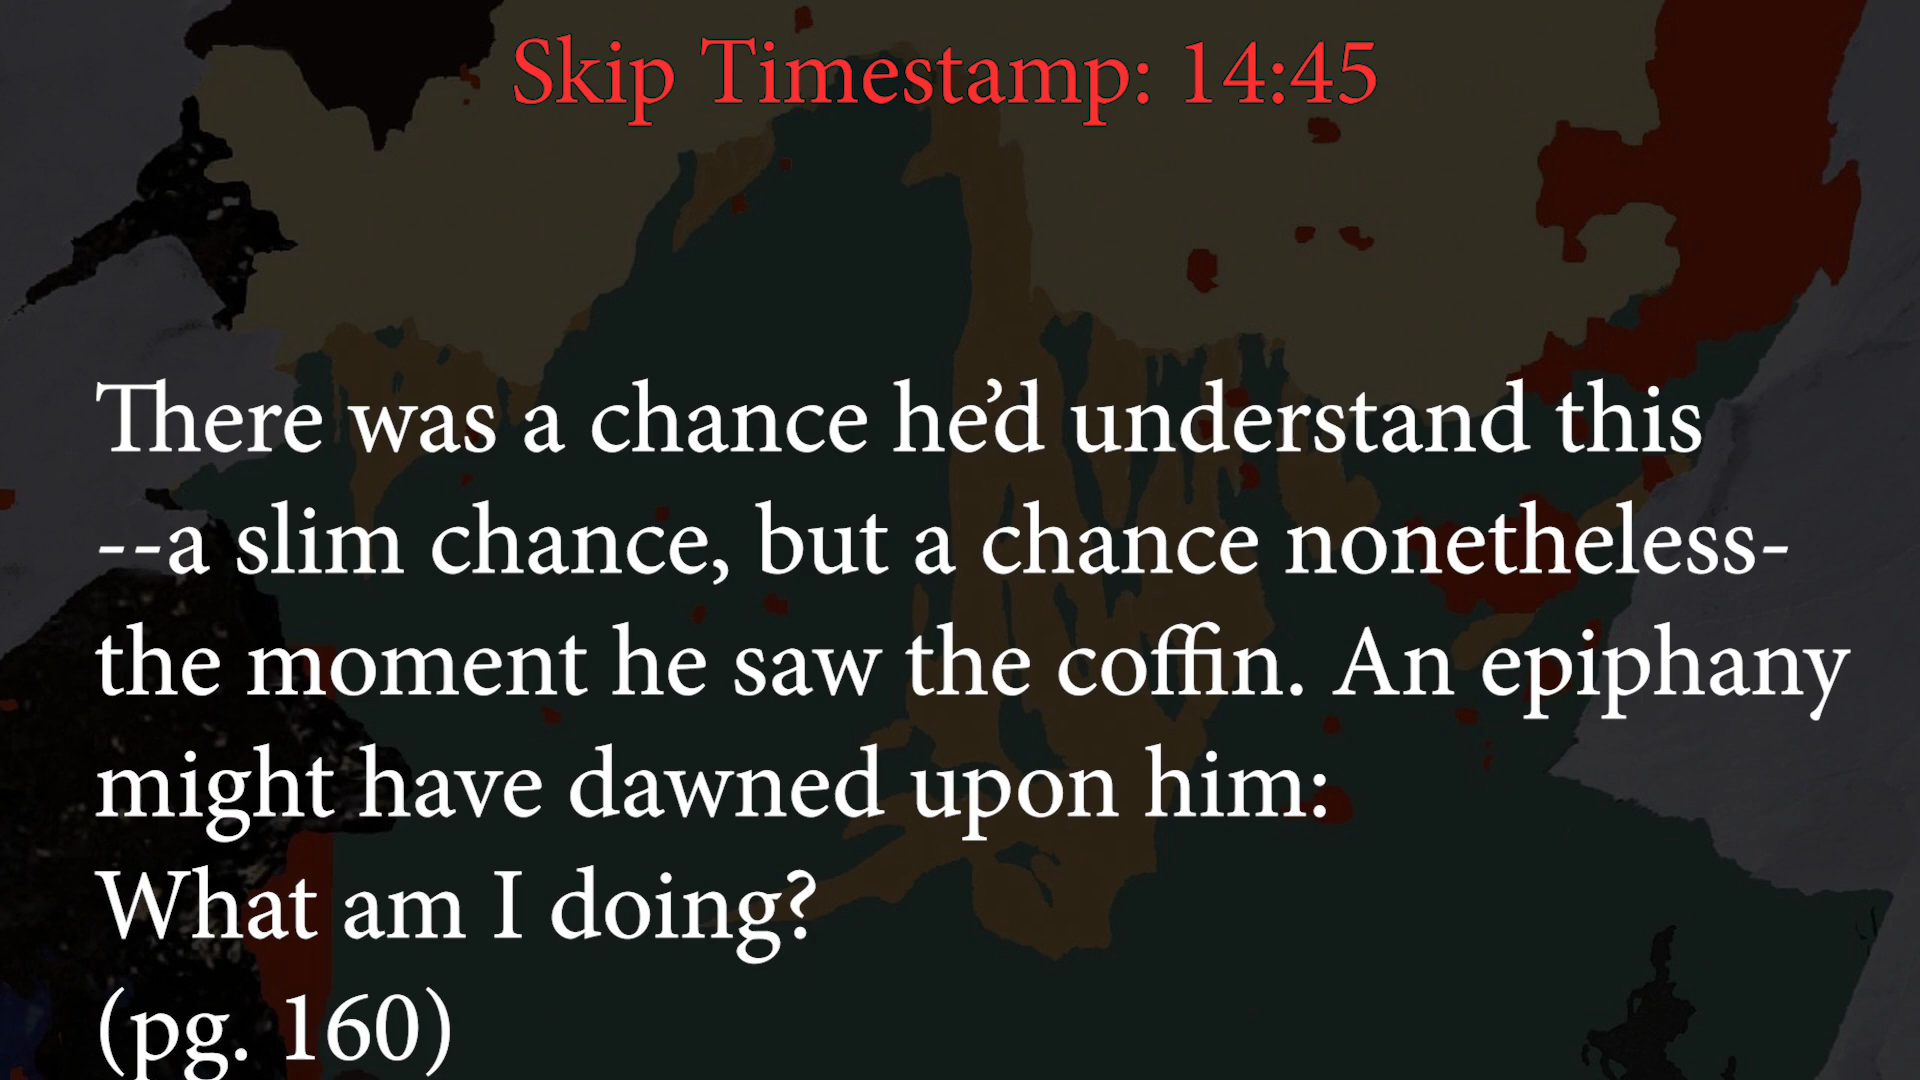 Skip Timestamp: 14:45
There was a chance he’d understand this
--a slim chance, but a chance nonetheless-
the moment he saw the coffin. An epiphany
might have dawned upon him:
What am I doing?
(pg. 160)